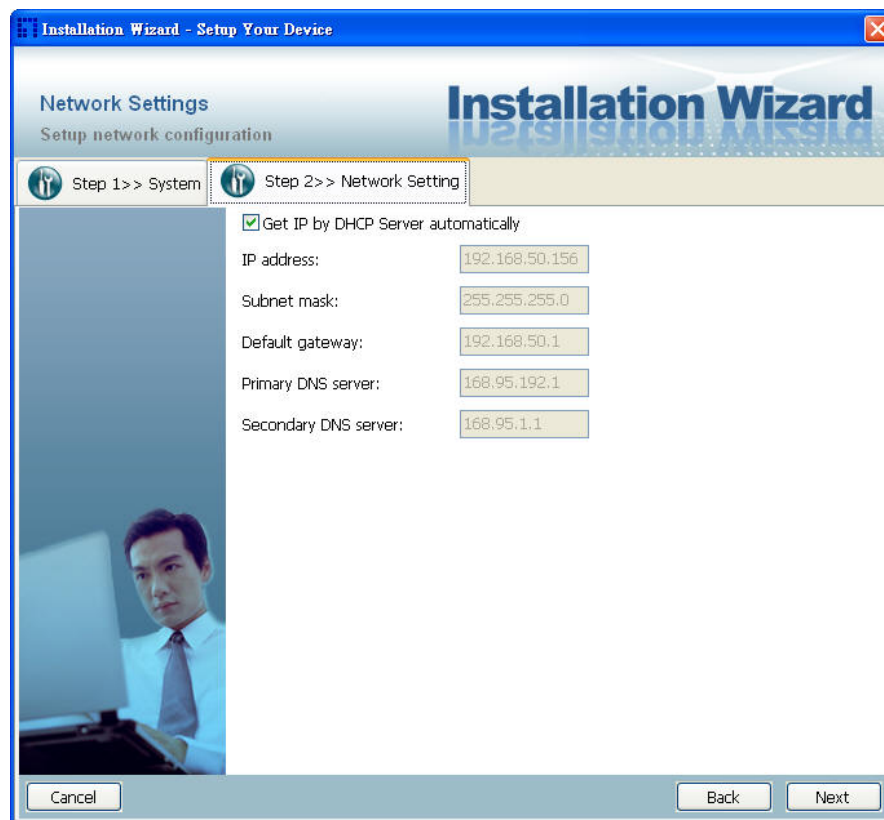 Installation Wizard - Setup Your Device
Network Settings
Setup network configuration
Installation Wizard
Step 1>> System
Step 2>> Network Setting
Get IP by DHCP Server automatically
IP address: 192.168.50.156
Subnet mask: 255.255.255.0
Default gateway: 192.168.50.1
Primary DNS server: 168.95.192.1
Secondary DNS server: 168.95.1.1
Cancel Back Next